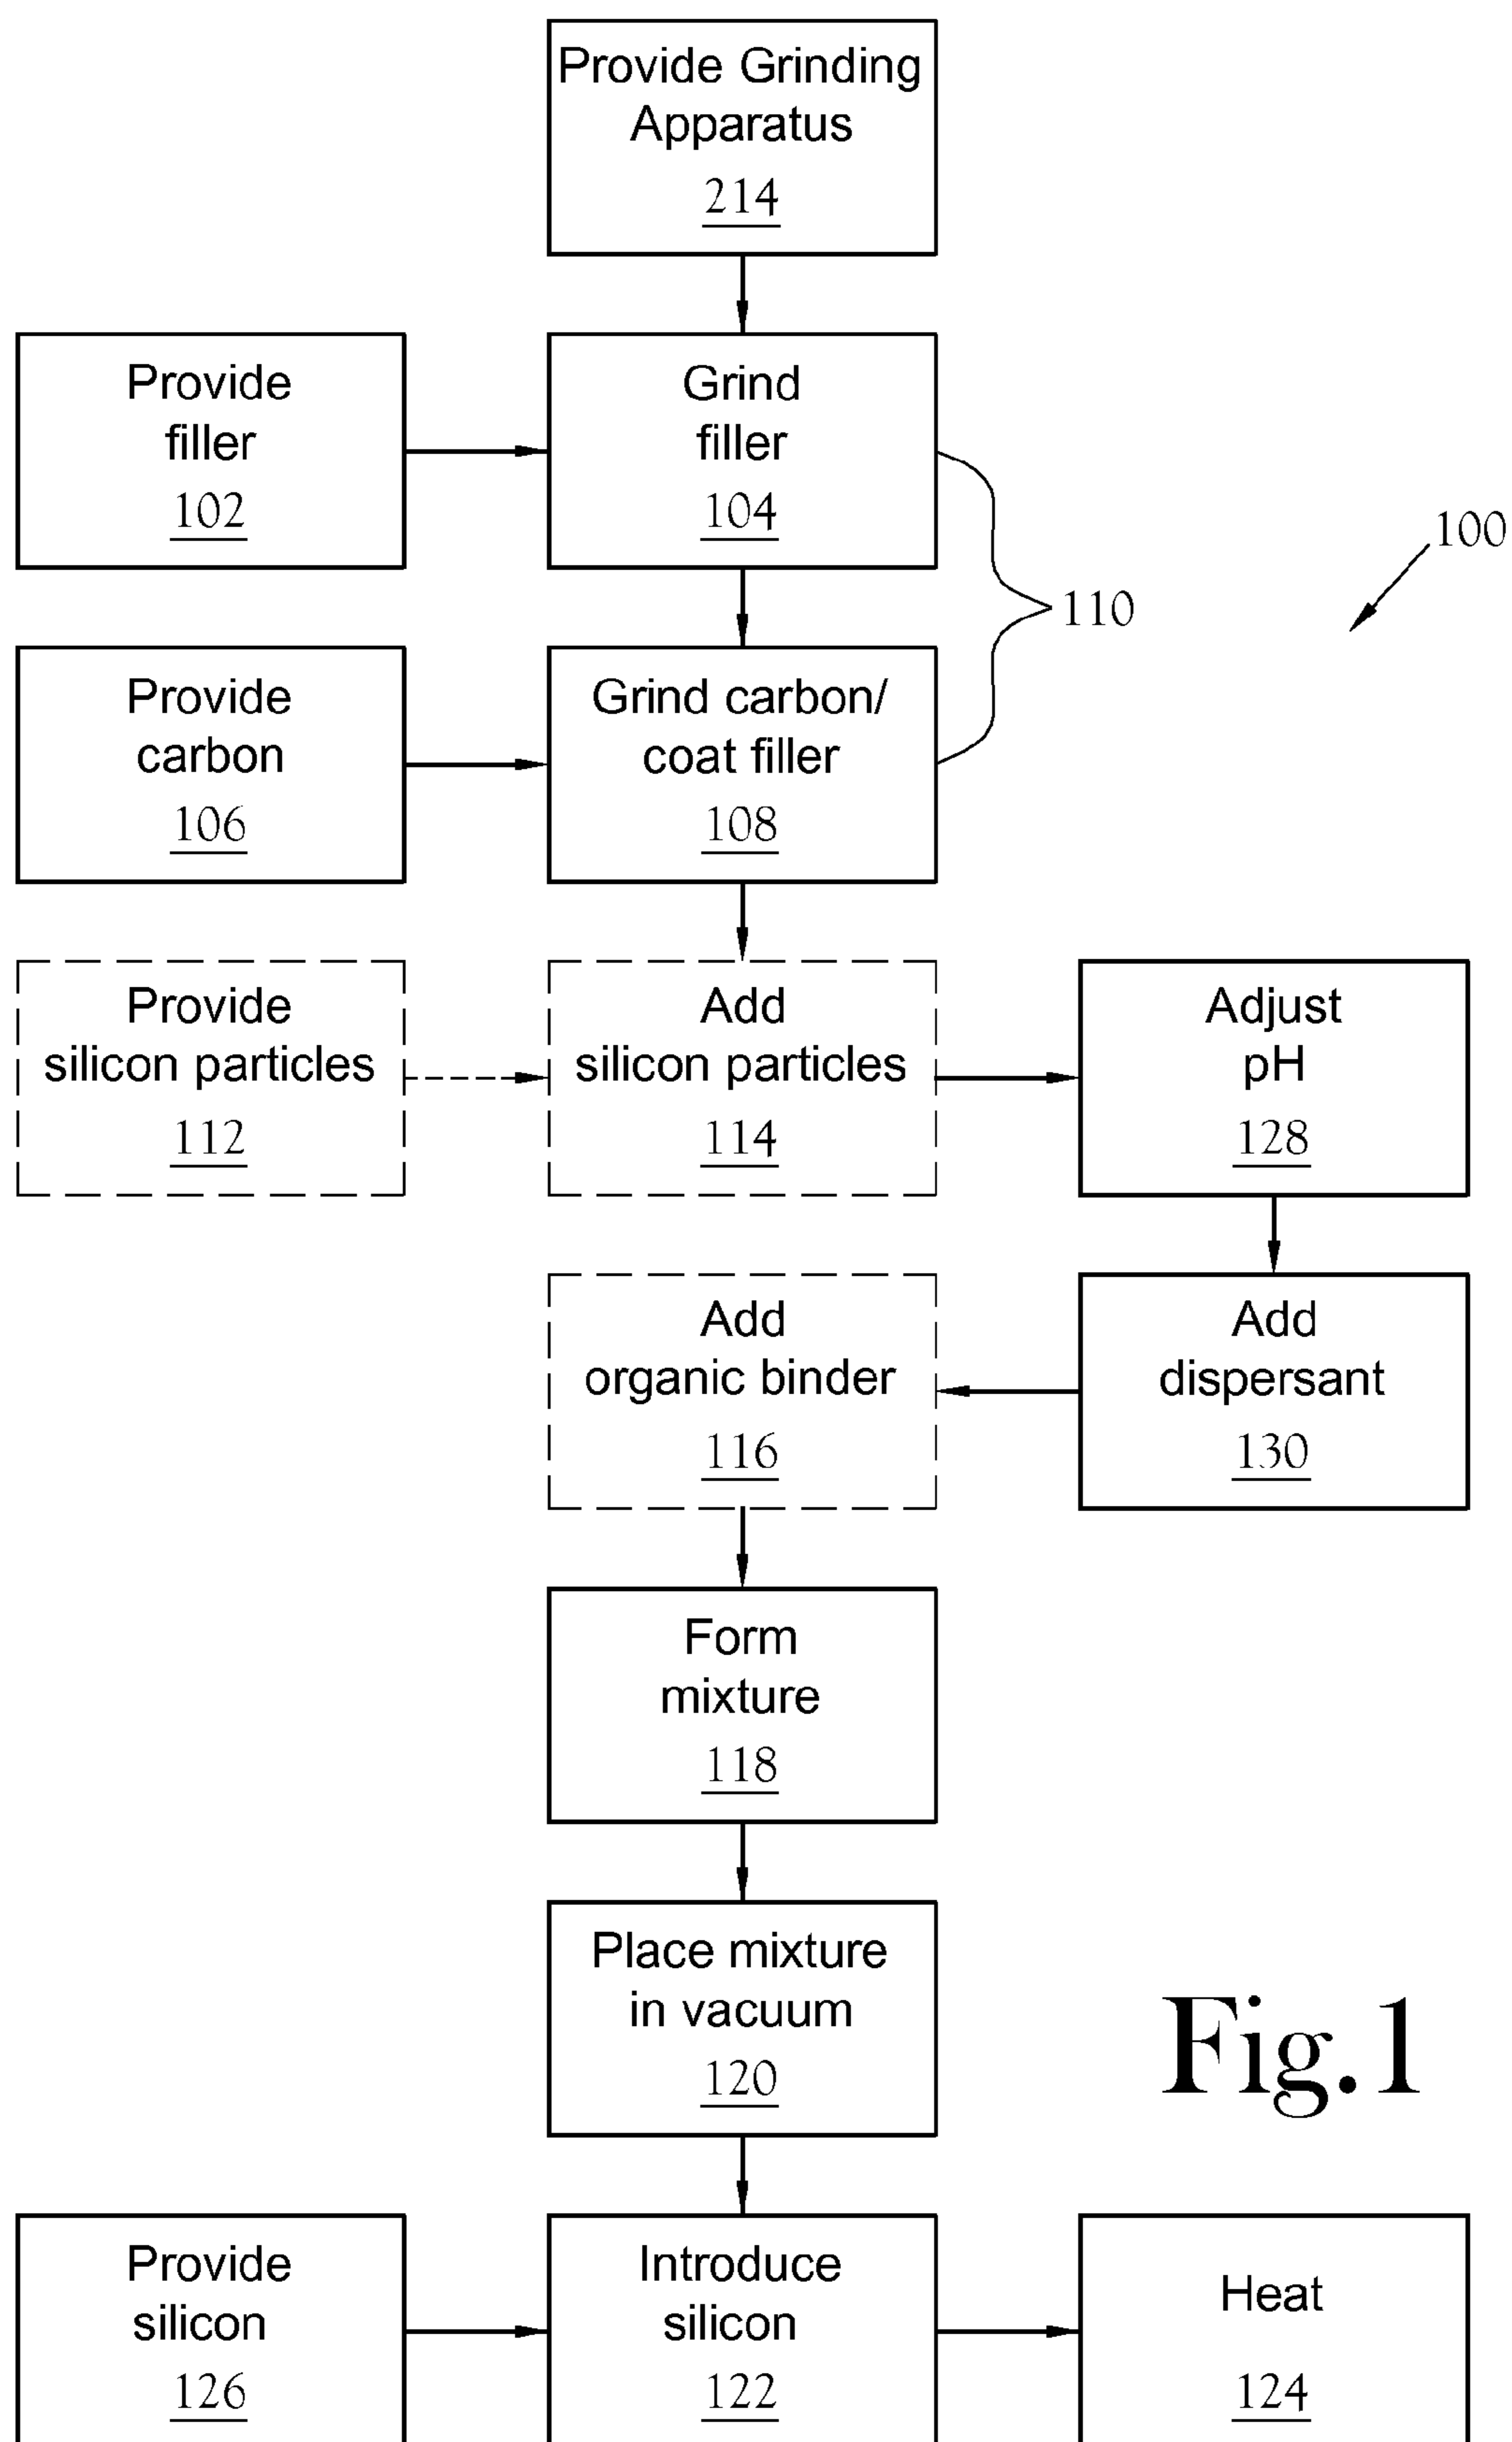 Provide Grinding
Apparatus
214
Provide
filler
102
Grind
filler
104
110
100
Provide
carbon
106
Grind carbon/
coat filler
108
Provide
silicon particles
112
Add
silicon particles
114
Adjust
pH
128
Add
organic binder
116
Add
dispersant
130
Form
mixture
118
Place mixture
in vacuum
120
Fig.1
Provide
silicon
126
Introduce
silicon
122
Heat
124